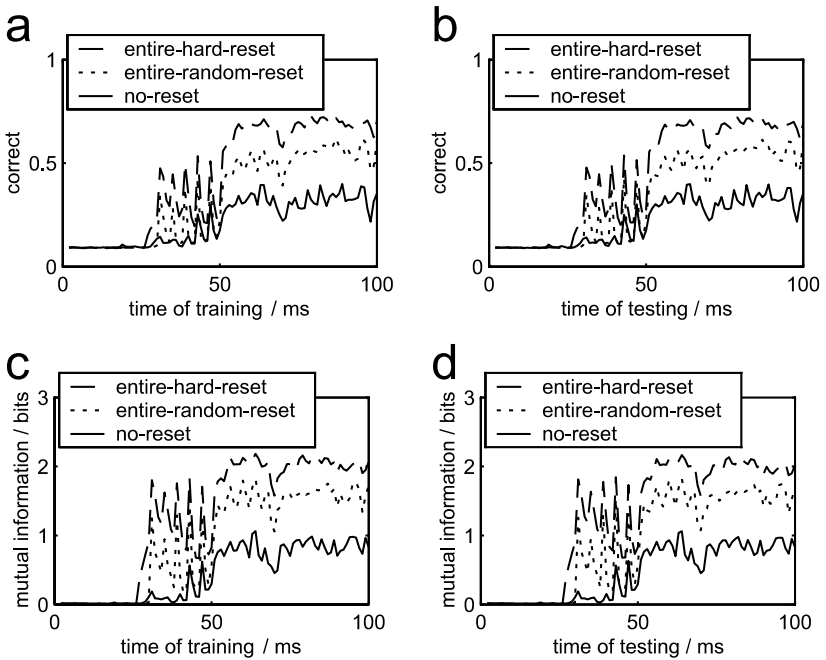 a
entire-hard-reset
entire-random-reset
no-reset
1
0.5
0
correct
0
50
100
time of training / ms
b
entire-hard-reset
entire-random-reset
no-reset
1
0.5
0
correct
0
50
100
time of testing / ms
c
entire-hard-reset
entire-random-reset
no-reset
3
2
1
0
mutual information / bits
0
50
100
time of training / ms
d
entire-hard-reset
entire-random-reset
no-reset
3
2
1
0
mutual information / bits
0
50
100
time of testing / ms